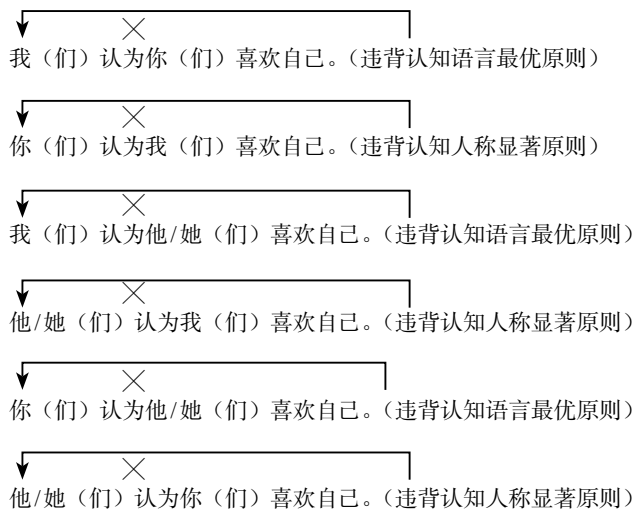 我（们）认为你（们）喜欢自己。（违背认知语言最优原则）
你（们）认为我（们）喜欢自己。（违背认知人称显著原则）
我（们）认为他/她（们）喜欢自己。（违背认知语言最优原则）
他/她（们）认为我（们）喜欢自己。（违背认知人称显著原则）
你（们）认为他/她（们）喜欢自己。（违背认知语言最优原则）
他/她（们）认为你（们）喜欢自己。（违背认知人称显著原则）